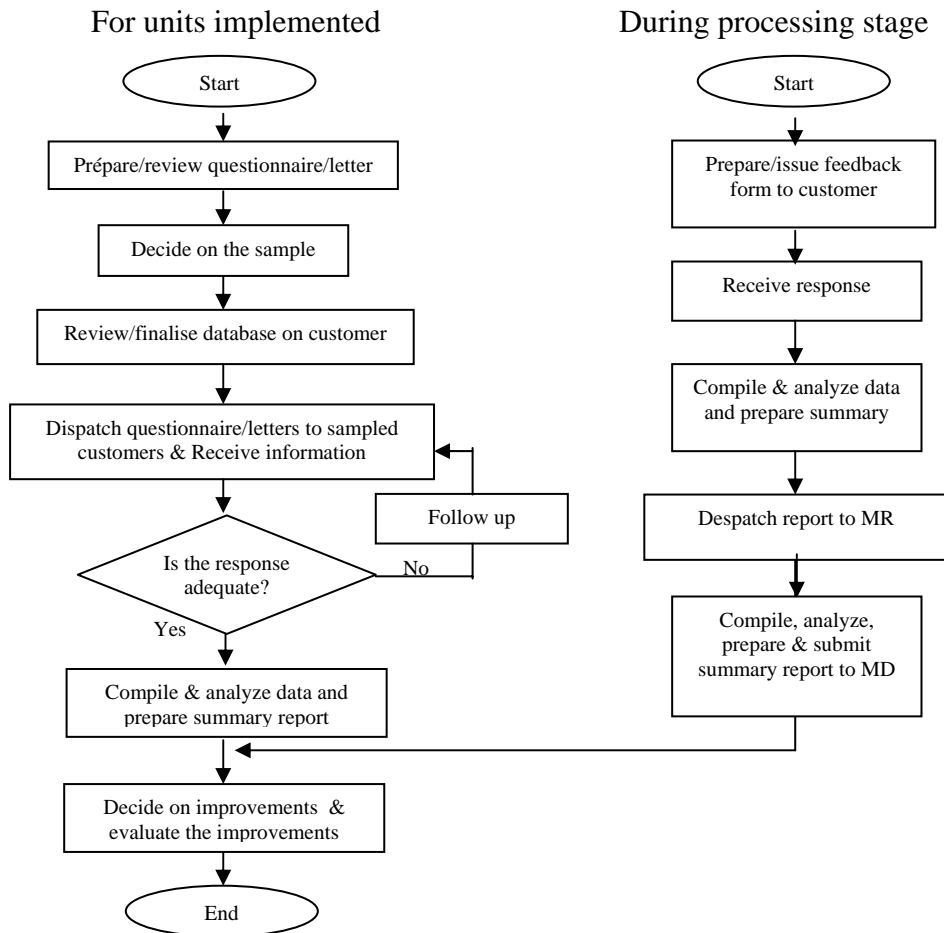 For units implemented
Start
Prépare/review questionnaire/letter
Decide on the sample
Review/finalise database on customer
Dispatch questionnaire/letters to sampled
customers & Receive information
Follow up
Is the response
adequate?
No
Yes
Compile & analyze data and
prepare summary report
Decide on improvements &
evaluate the improvements
End
During processing stage
Start
Prepare/issue feedback
form to customer
Receive response
Compile & analyze data
and prepare summary
Despatch report to MR
Compile, analyze,
prepare & submit
summary report to MD